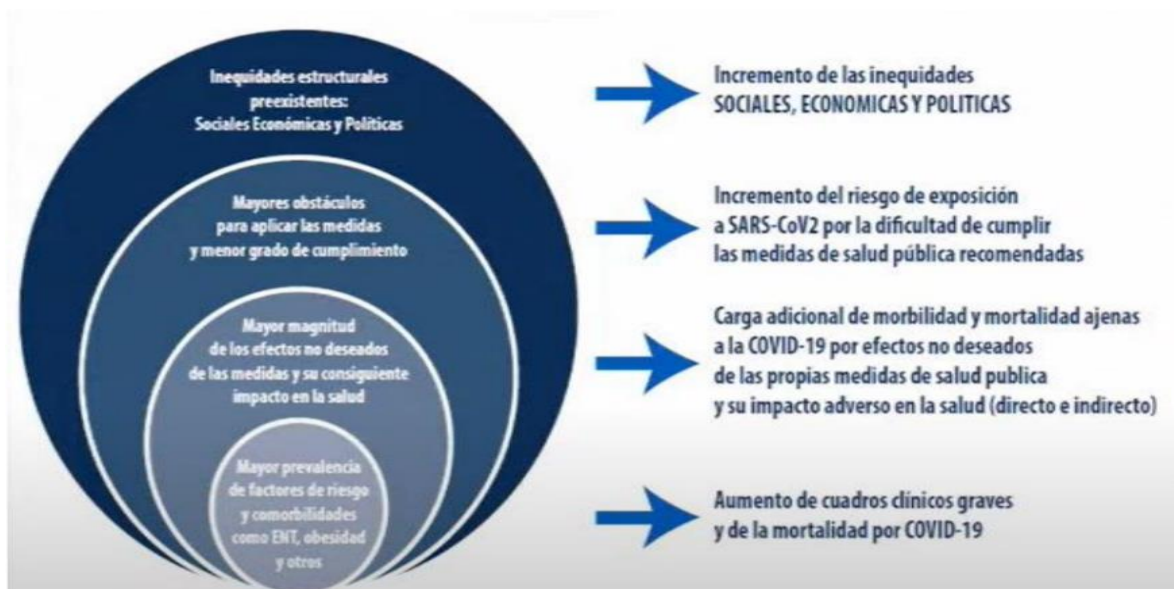 Inequidades estructurales
preexistentes:
Sociales Económicas y Políticas
Incremento de las inequidades
SOCIALES, ECONOMICAS Y POLITICAS
Mayores obstáculos
para aplicar las medidas
y menor grado de cumplimiento
Incremento del riesgo de exposición
a SARS-CoV2 por la dificultad de cumplir
las medidas de salud pública recomendadas
Mayor magnitud
de los efectos no deseados
de las medidas y su consiguiente
impacto en la salud
Carga adicional de morbilidad y mortalidad ajenas
a la COVID-19 por efectos no deseados
de las propias medidas de salud publica
y su impacto adverso en la salud (directo e indirecto)
Mayor prevalencia
de factores de riesgo
y comorbilidades
como ENT, obesidad
y otros
Aumento de cuadros clínicos graves
y de la mortalidad por COVID-19